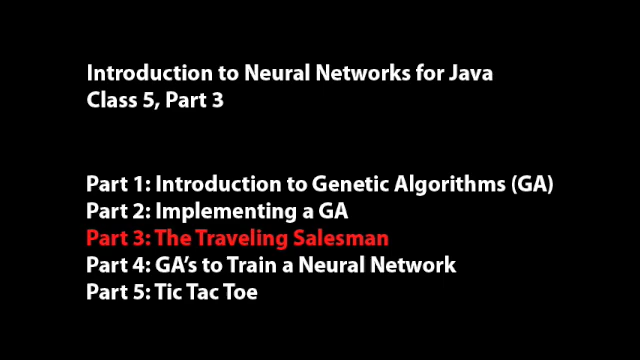 Introduction to Neural Networks for Java
Class 5, Part 3
Part 1: Introduction to Genetic Algorithms (GA)
Part 2: Implementing a GA
Part 3: The Traveling Salesman
Part 4: GA's to Train a Neural Network
Part 5: Tic Tac Toe